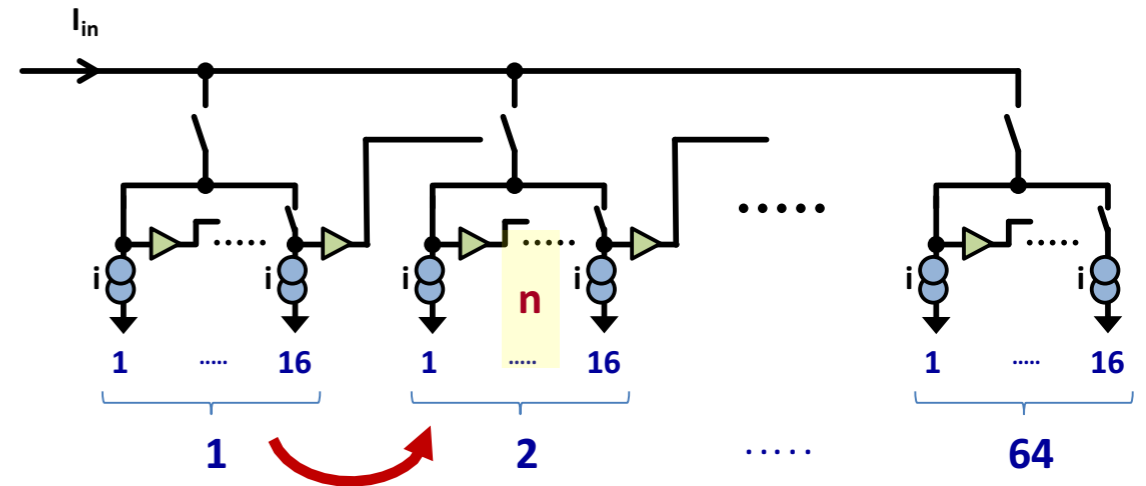 Iin
i i i i i
n
1 ..... 16 1 ..... 16 1 ..... 16
1 2 ..... 64